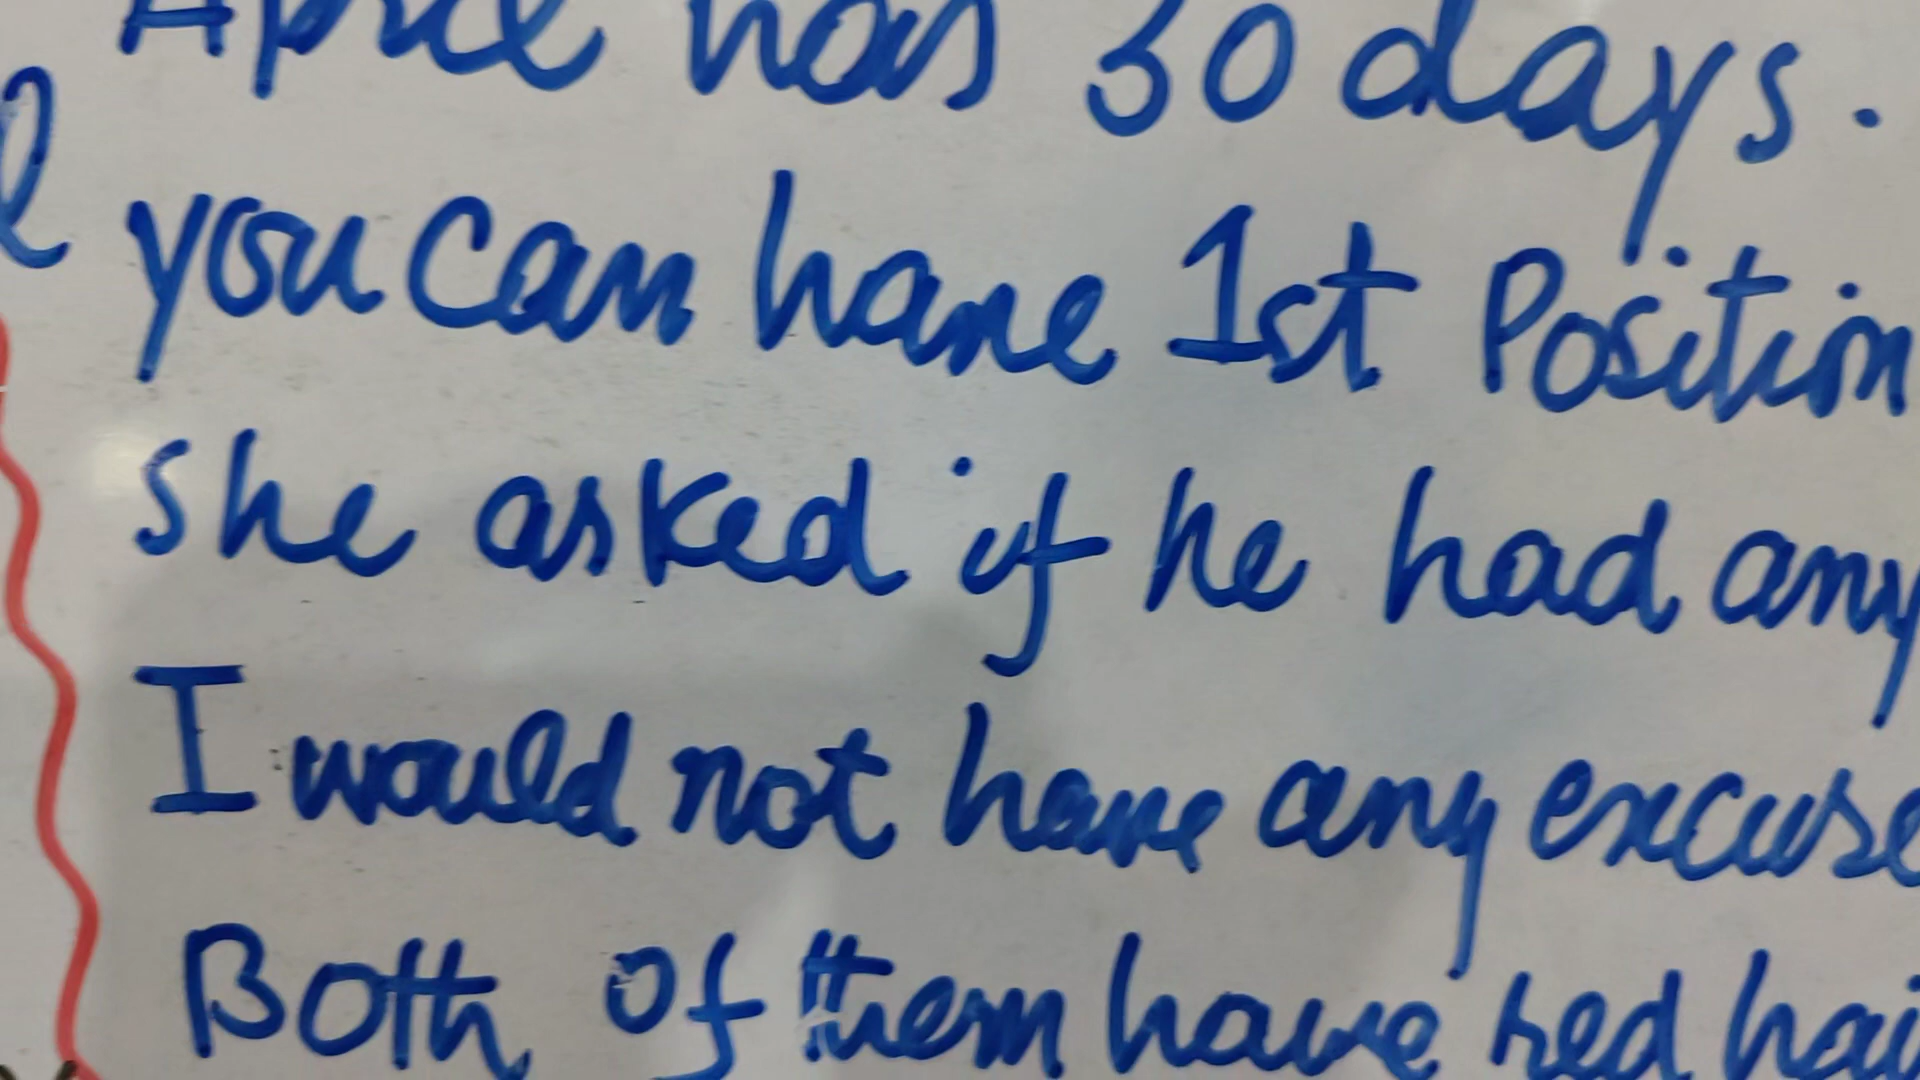 April has 30 days.
you can have 1st Position
she asked if he had any
I would not have any excuse
Both of them have red hai